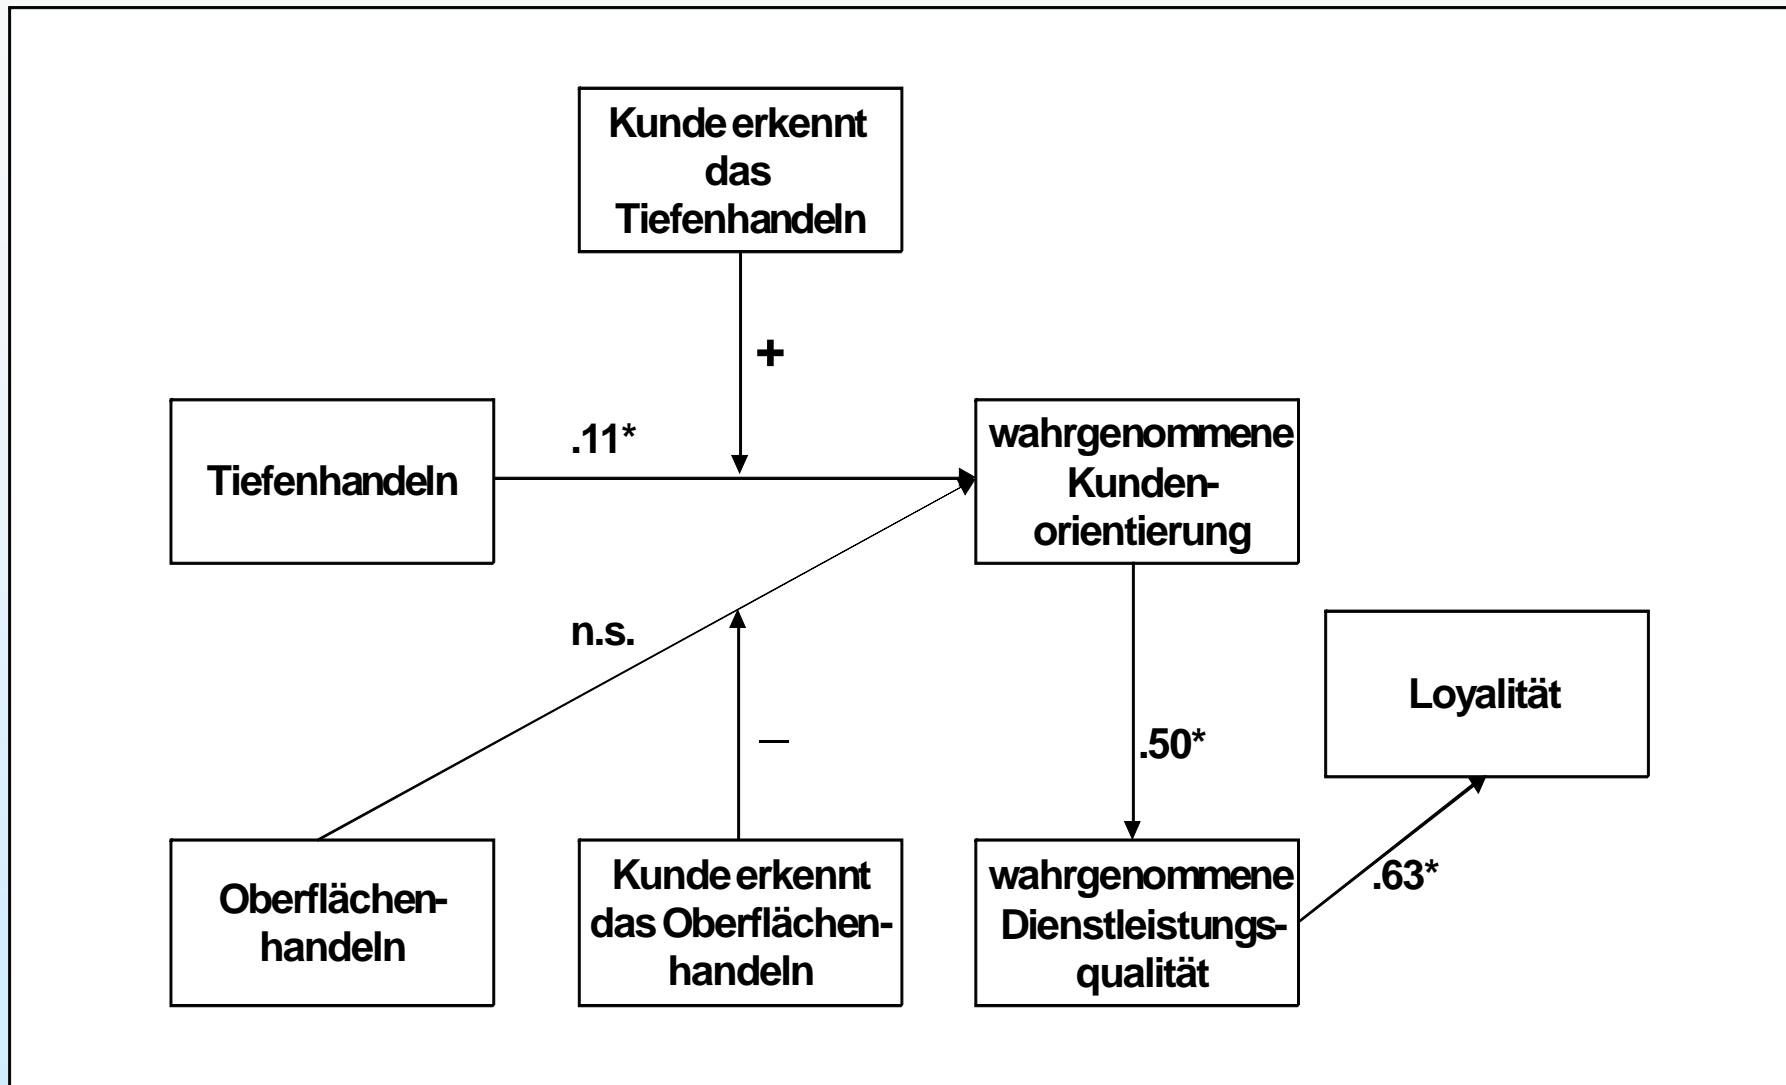 Kunde erkennt
das
Tiefenhandeln
+
.11*
Tiefenhandeln
wahrgenommene
Kunden-
orientierung
n.s.
Loyalität
—
.50*
Oberflächen-
handeln
Kunde erkennt
das Oberflächen-
handeln
wahrgenommene
Dienstleistungs-
qualität
.63*